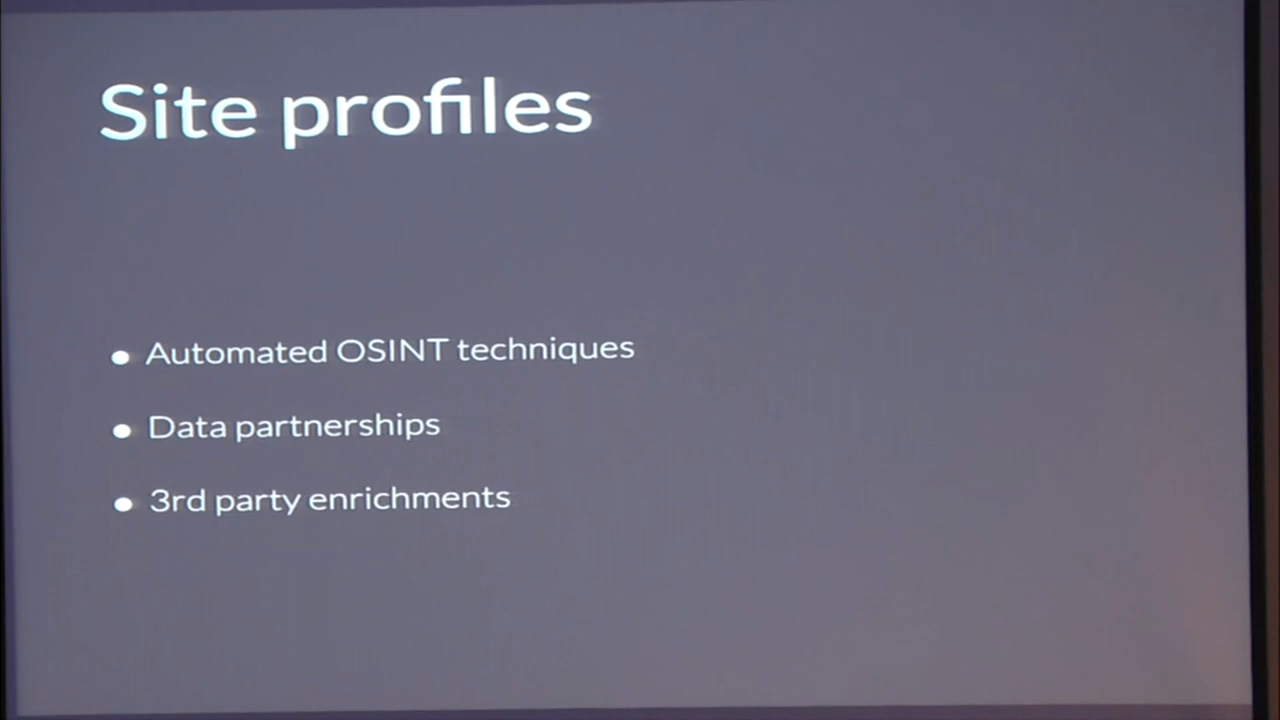 Site profiles
• Automated OSINT techniques
• Data partnerships
• 3rd party enrichments